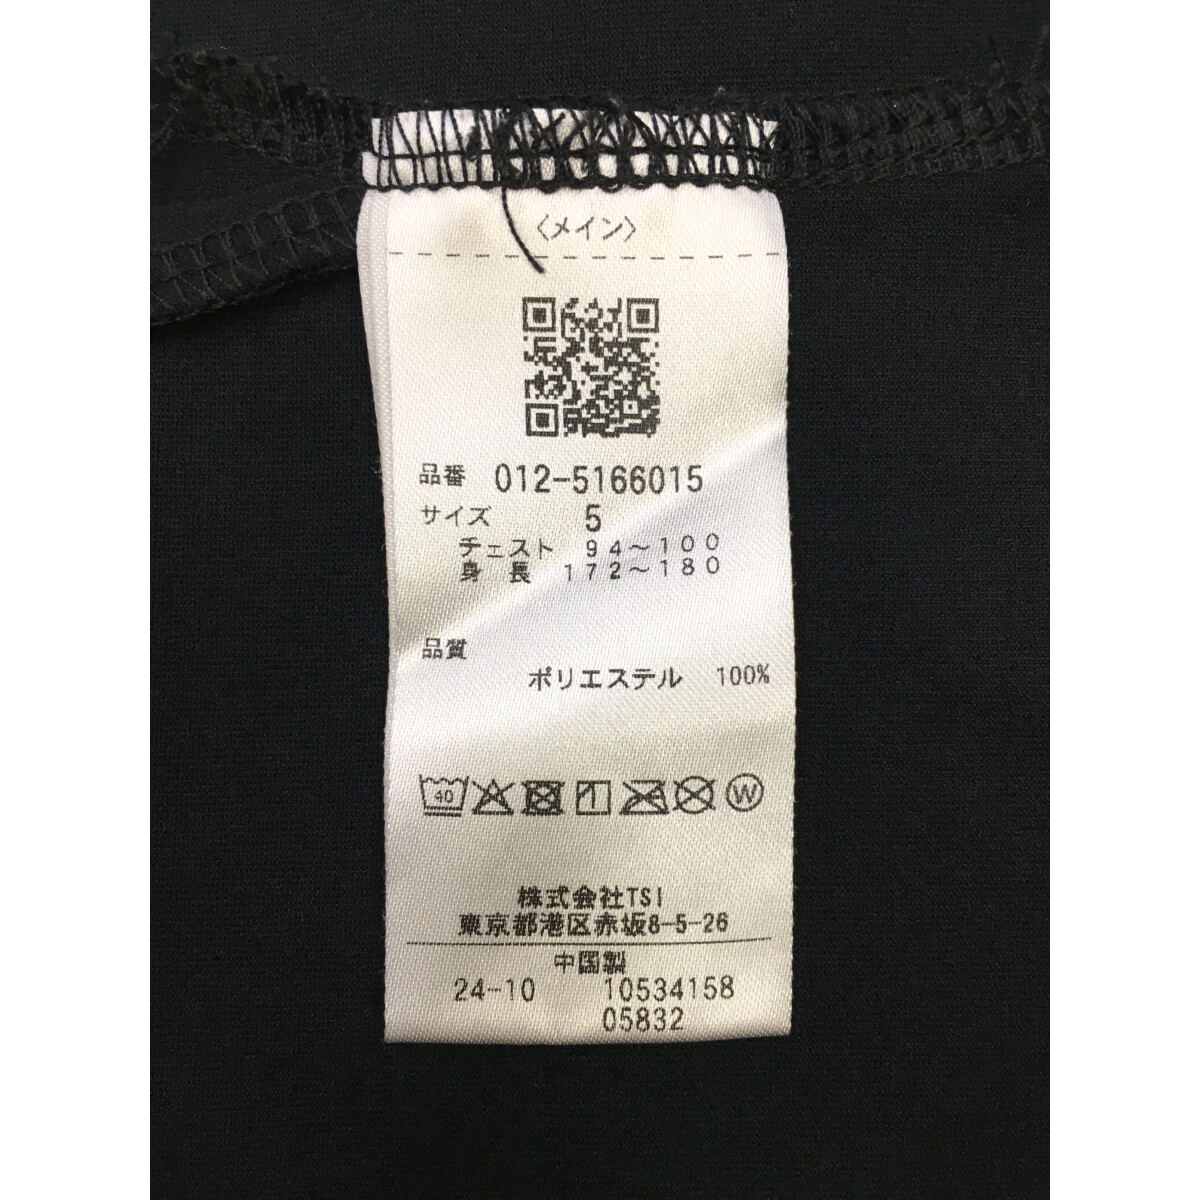 〈メイン〉
品番 012-5166015
サイズ 5
チェスト 94〜100
身長 172〜180
品質
ポリエステル 100%
40 W
株式会社TSI
東京都港区赤坂8-5-26
中国製
24-10 10534158
05832